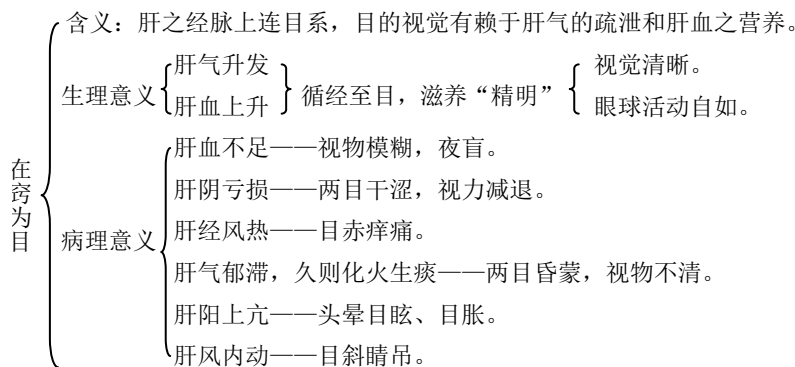 在窍为目
含义：肝之经脉上连目系，目的视觉有赖于肝气的疏泄和肝血之营养。
生理意义
肝气升发
肝血上升
循经至目，滋养“精明”
视觉清晰。
眼球活动自如。
病理意义
肝血不足——视物模糊，夜盲。
肝阴亏损——两目干涩，视力减退。
肝经风热——目赤痒痛。
肝气郁滞，久则化火生痰——两目昏蒙，视物不清。
肝阳上亢——头晕目眩、目胀。
肝风内动——目斜睛吊。